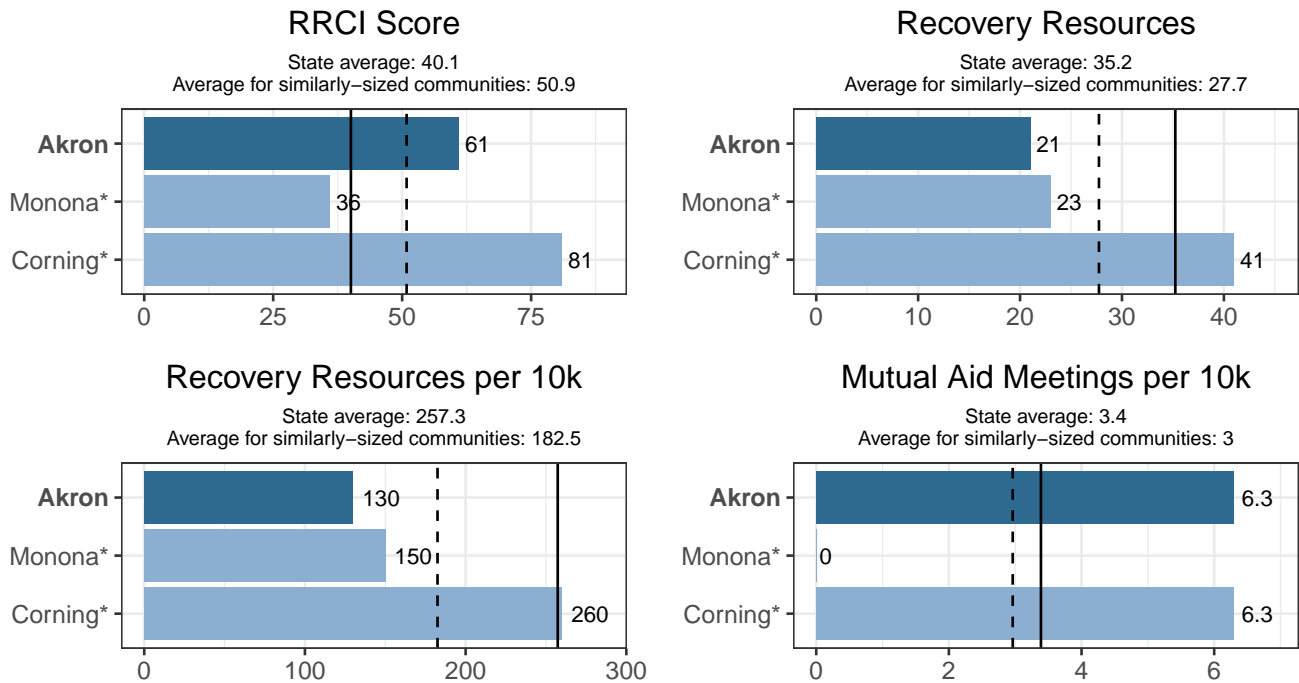 RRCI Score
State average: 40.1
Average for similarly−sized communities: 50.9
Akron
61
Monona*
36
Corning*
81
0 25 50 75
Recovery Resources
State average: 35.2
Average for similarly−sized communities: 27.7
Akron
21
Monona*
23
Corning*
41
0 10 20 30 40
Recovery Resources per 10k
State average: 257.3
Average for similarly−sized communities: 182.5
Akron
130
Monona*
150
Corning*
260
0 100 200 300
Mutual Aid Meetings per 10k
State average: 3.4
Average for similarly−sized communities: 3
Akron
6.3
Monona*
0
Corning*
6.3
0 2 4 6